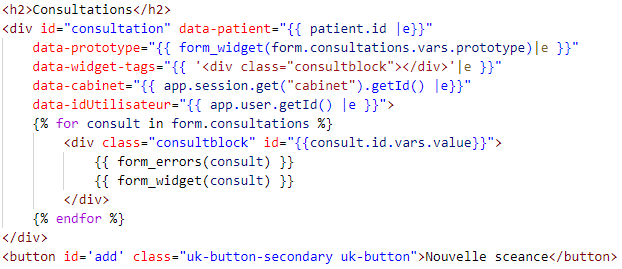 <h2>Consultations</h2>
<div id="consultation" data-patient="{{ patient.id |e}}"
data-prototype="{{ form_widget(form.consultations.vars.prototype)|e }}"
data-widget-tags="{{ '<div class="consultblock"></div>'|e }}"
data-cabinet="{{ app.session.get("cabinet").getId() |e}}"
data-idUtilisateur="{{ app.user.getId() |e }}">
{% for consult in form.consultations %}
<div class="consultblock" id="{{consult.id.vars.value}}">
{{ form_errors(consult) }}
{{ form_widget(consult) }}
</div>
{% endfor %}
</div>
<button id='add' class="uk-button-secondary uk-button">Nouvelle sceance</button>